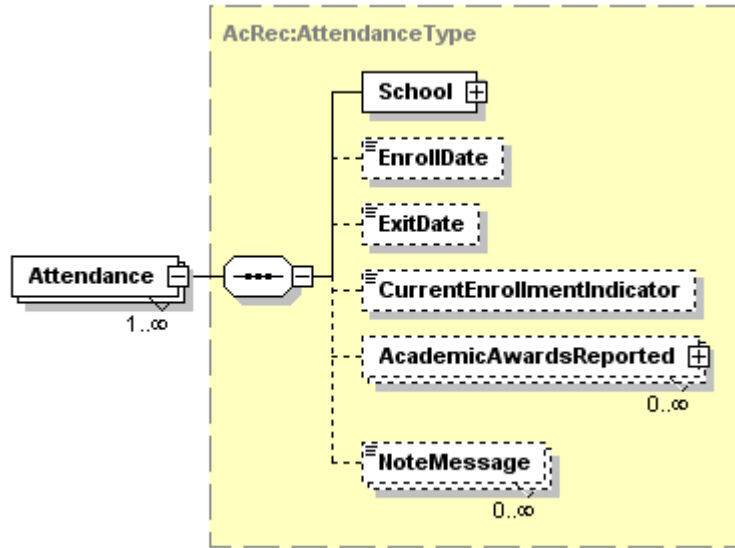 AcRec:AttendanceType
School
EnrollDate
ExitDate
Attendance
1..∞
CurrentEnrollmentIndicator
AcademicAwardsReported
0..∞
NoteMessage
0..∞